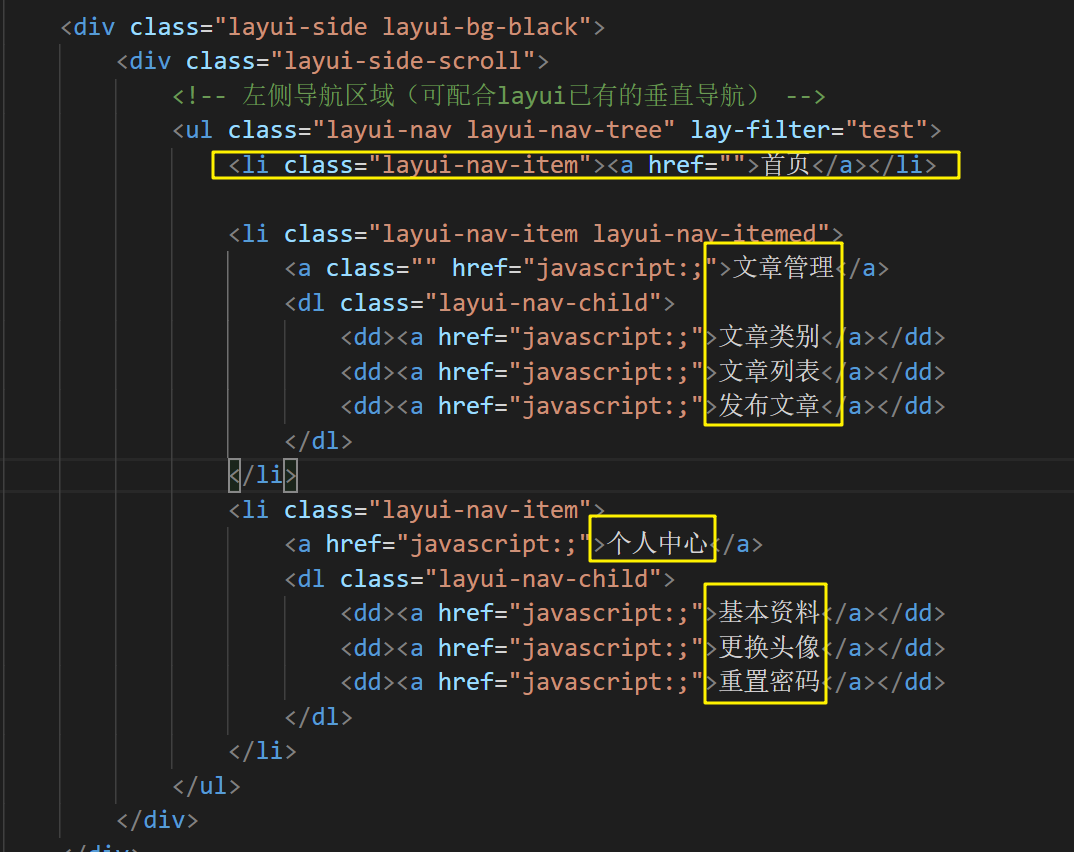 <div class="layui-side layui-bg-black">
<div class="layui-side-scroll">
<!-- 左侧导航区域（可配合layui已有的垂直导航） -->
<ul class="layui-nav layui-nav-tree" lay-filter="test">
<li class="layui-nav-item"><a href="">首页</a></li>
<li class="layui-nav-item layui-nav-itemed">
<a class="" href="javascript:;">文章管理</a>
<dl class="layui-nav-child">
<dd><a href="javascript:;">文章类别</a></dd>
<dd><a href="javascript:;">文章列表</a></dd>
<dd><a href="javascript:;">发布文章</a></dd>
</dl>
</li>
<li class="layui-nav-item">
<a href="javascript:;">个人中心</a>
<dl class="layui-nav-child">
<dd><a href="javascript:;">基本资料</a></dd>
<dd><a href="javascript:;">更换头像</a></dd>
<dd><a href="javascript:;">重置密码</a></dd>
</dl>
</li>
</ul>
</div>
</div>